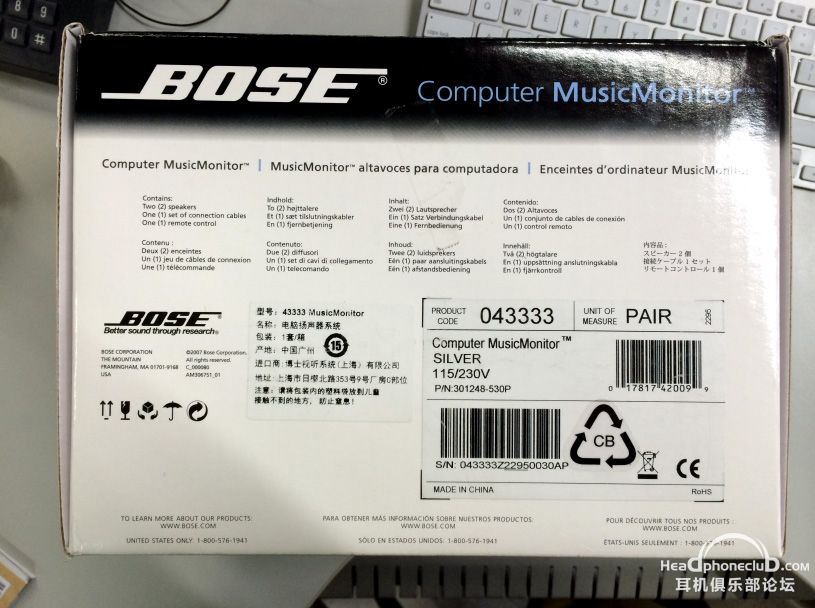 BOSE® Computer MusicMonitor™
Computer MusicMonitor™ | MusicMonitor™ altavoces para computadora | Enceintes d'ordinateur
Contains:
Two (2) speakers
One (1) set of connection cables
One (1) remote control
Indhold:
To (2) højttalere
Et (1) sæt tilslutningskabler
En (1) fjernbetjening
Inhalt:
Zwei (2) Lautsprecher
Ein (1) Satz Verbindungskabel
Eine (1) Fernbedienung
Contenido:
Dos (2) Altavoces
Un (1) conjunto de cables de conexión
Un (1) control remoto
Contenu :
Deux (2) enceintes
Un (1) jeu de câbles de connexion
Une (1) télécommande
Contenuto:
Due (2) diffusori
Un (1) set di cavi di collegamento
Un (1) telecomando
Inhoud:
Twee (2) luidsprekers
Eén (1) paar aansluitingskabels
Eén (1) afstandsbediening
Innehåll:
Två (2) högtalare
En (1) uppsättning anslutningskabla
En (1) fjärrkontroll
内容品:
スピーカー2個
接続ケーブル1セット
リモートコントロール1個
BOSE®
Better sound through research®
BOSE CORPORATION
THE MOUNTAIN
FRAMINGHAM, MA 01701-9168
USA
©2007 Bose Corporation.
All rights reserved.
C_000080
AM306751_01
型号: 43333 MusicMonitor
名称: 电脑扬声器系统
包装: 1套/箱
产地: 中国广州
15
进口商: 博士视听系统(上海)有限公司
地址: 上海市日樱北路353号9号厂房C部位
注意: 请将包装内的塑料袋放到儿童
接触不到的地方, 防止窒息!
PRODUCT CODE 043333
UNIT OF MEASURE PAIR
2295
Computer MusicMonitor™
SILVER
115/230V
P/N:301248-530P
0 17817 42009 9
S/N: 043333Z22950030AP
CB
CE
MADE IN CHINA
RoHS
TO LEARN MORE ABOUT OUR PRODUCTS:
WWW.BOSE.COM
UNITED STATES ONLY: 1-800-576-1941
PARA OBTENER MÁS INFORMACIÓN SOBRE NUESTROS PRODUCTOS:
WWW.BOSE.COM
SÓLO EN ESTADOS UNIDOS: 1-800-576-1941
POUR DÉCOUVRIR TOUS NOS PRODUITS :
WWW.BOSE.COM
ÉTATS-UNIS SEULEMENT : 1-800-576-1941
HeadphonecluD.com
耳机俱乐部论坛
8
9
0
#